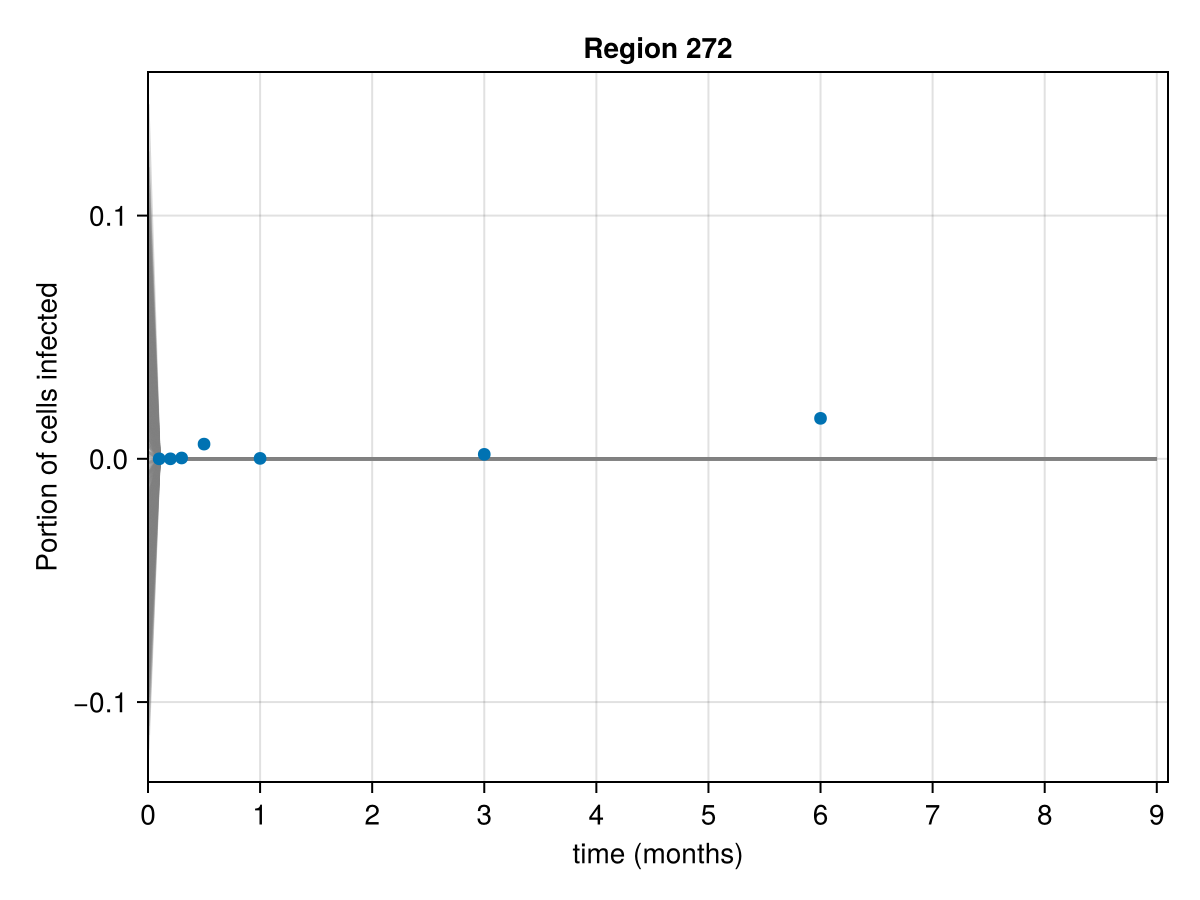 Region 272
Portion of cells infected
0.1
0.0
−0.1
0 1 2 3 4 5 6 7 8 9
time (months)